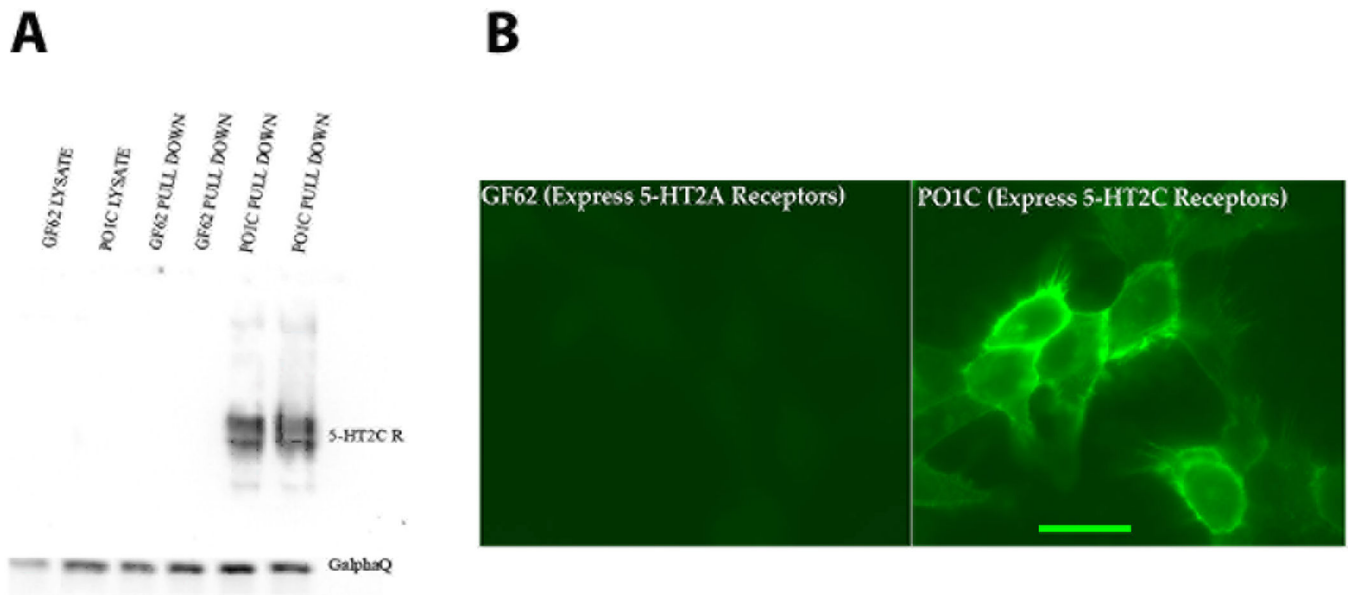 A
B
GF62 LYSATE
PO1C LYSATE
GF62 PULL DOWN
GF62 PULL DOWN
PO1C PULL DOWN
PO1C PULL DOWN
5-HT2C R
GalphaQ
GF62 (Express 5-HT2A Receptors)
PO1C (Express 5-HT2C Receptors)